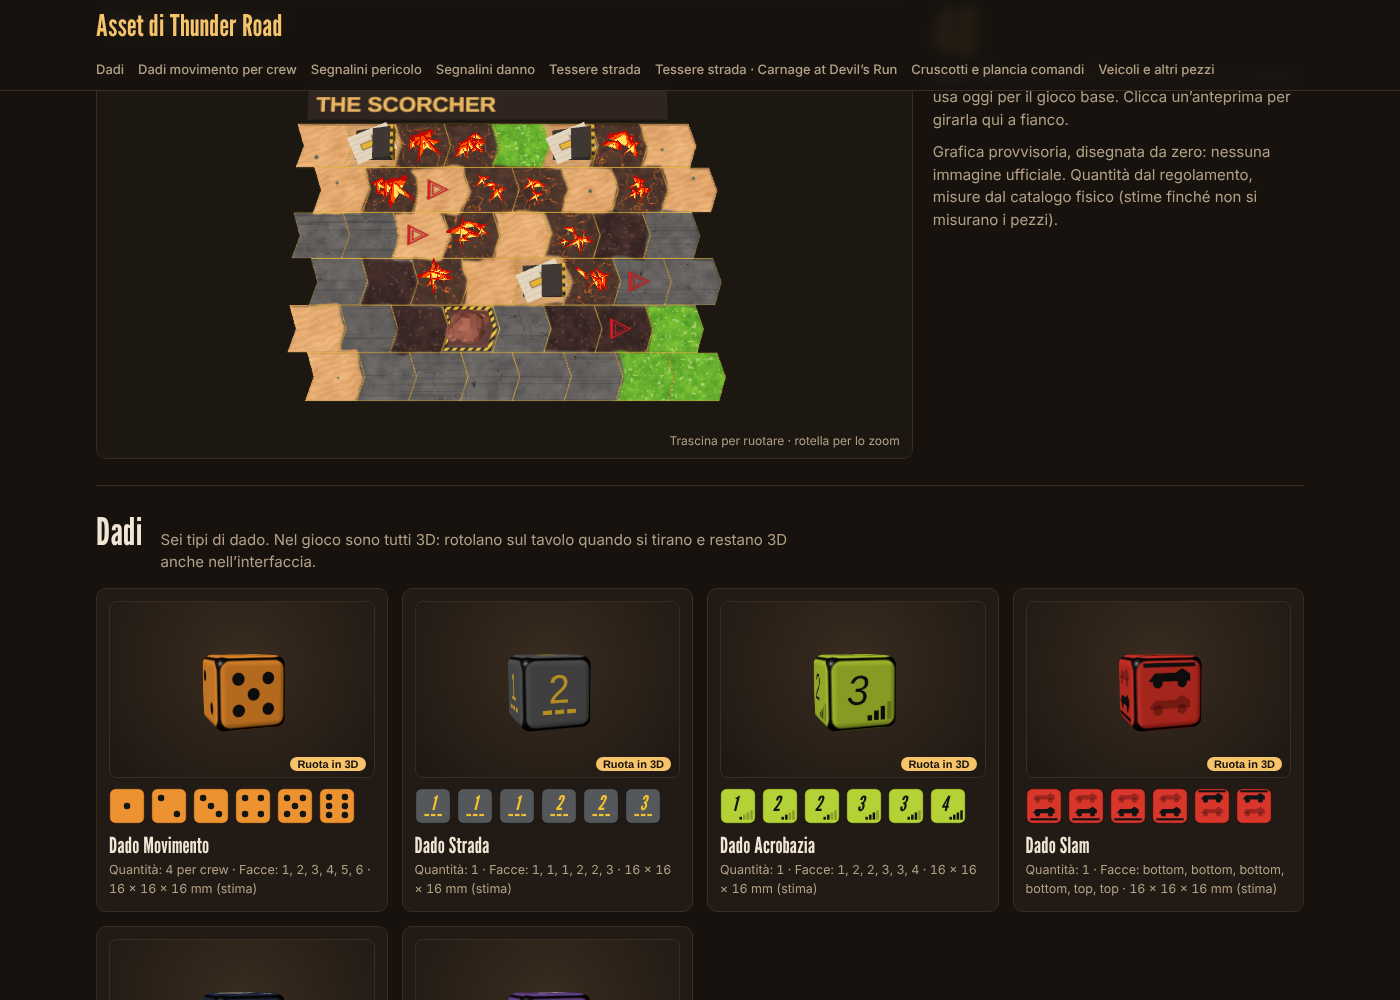 Asset di Thunder Road
Dadi Dadi movimento per crew Segnalini pericolo Segnalini danno Tessere strada Tessere strada · Carnage at Devil’s Run Cruscotti e plancia comandi Veicoli e altri pezzi
THE SCORCHER
usa oggi per il gioco base. Clicca un’anteprima per
girarla qui a fianco.
Grafica provvisoria, disegnata da zero: nessuna
immagine ufficiale. Quantità dal regolamento,
misure dal catalogo fisico (stime finché non si
misurano i pezzi).
Trascina per ruotare · rotella per lo zoom
Dadi
Sei tipi di dado. Nel gioco sono tutti 3D: rotolano sul tavolo quando si tirano e restano 3D
anche nell’interfaccia.
Ruota in 3D
Dado Movimento
Quantità: 4 per crew · Facce: 1, 2, 3, 4, 5, 6 ·
16 × 16 × 16 mm (stima)
1 2
Ruota in 3D
1 1 1 2 2 3
Dado Strada
Quantità: 1 · Facce: 1, 1, 1, 2, 2, 3 · 16 × 16
× 16 mm (stima)
2 3
Ruota in 3D
1 2 2 3 3 4
Dado Acrobazia
Quantità: 1 · Facce: 1, 2, 2, 3, 3, 4 · 16 × 16
× 16 mm (stima)
Ruota in 3D
Dado Slam
Quantità: 1 · Facce: bottom, bottom, bottom,
bottom, top, top · 16 × 16 × 16 mm (stima)